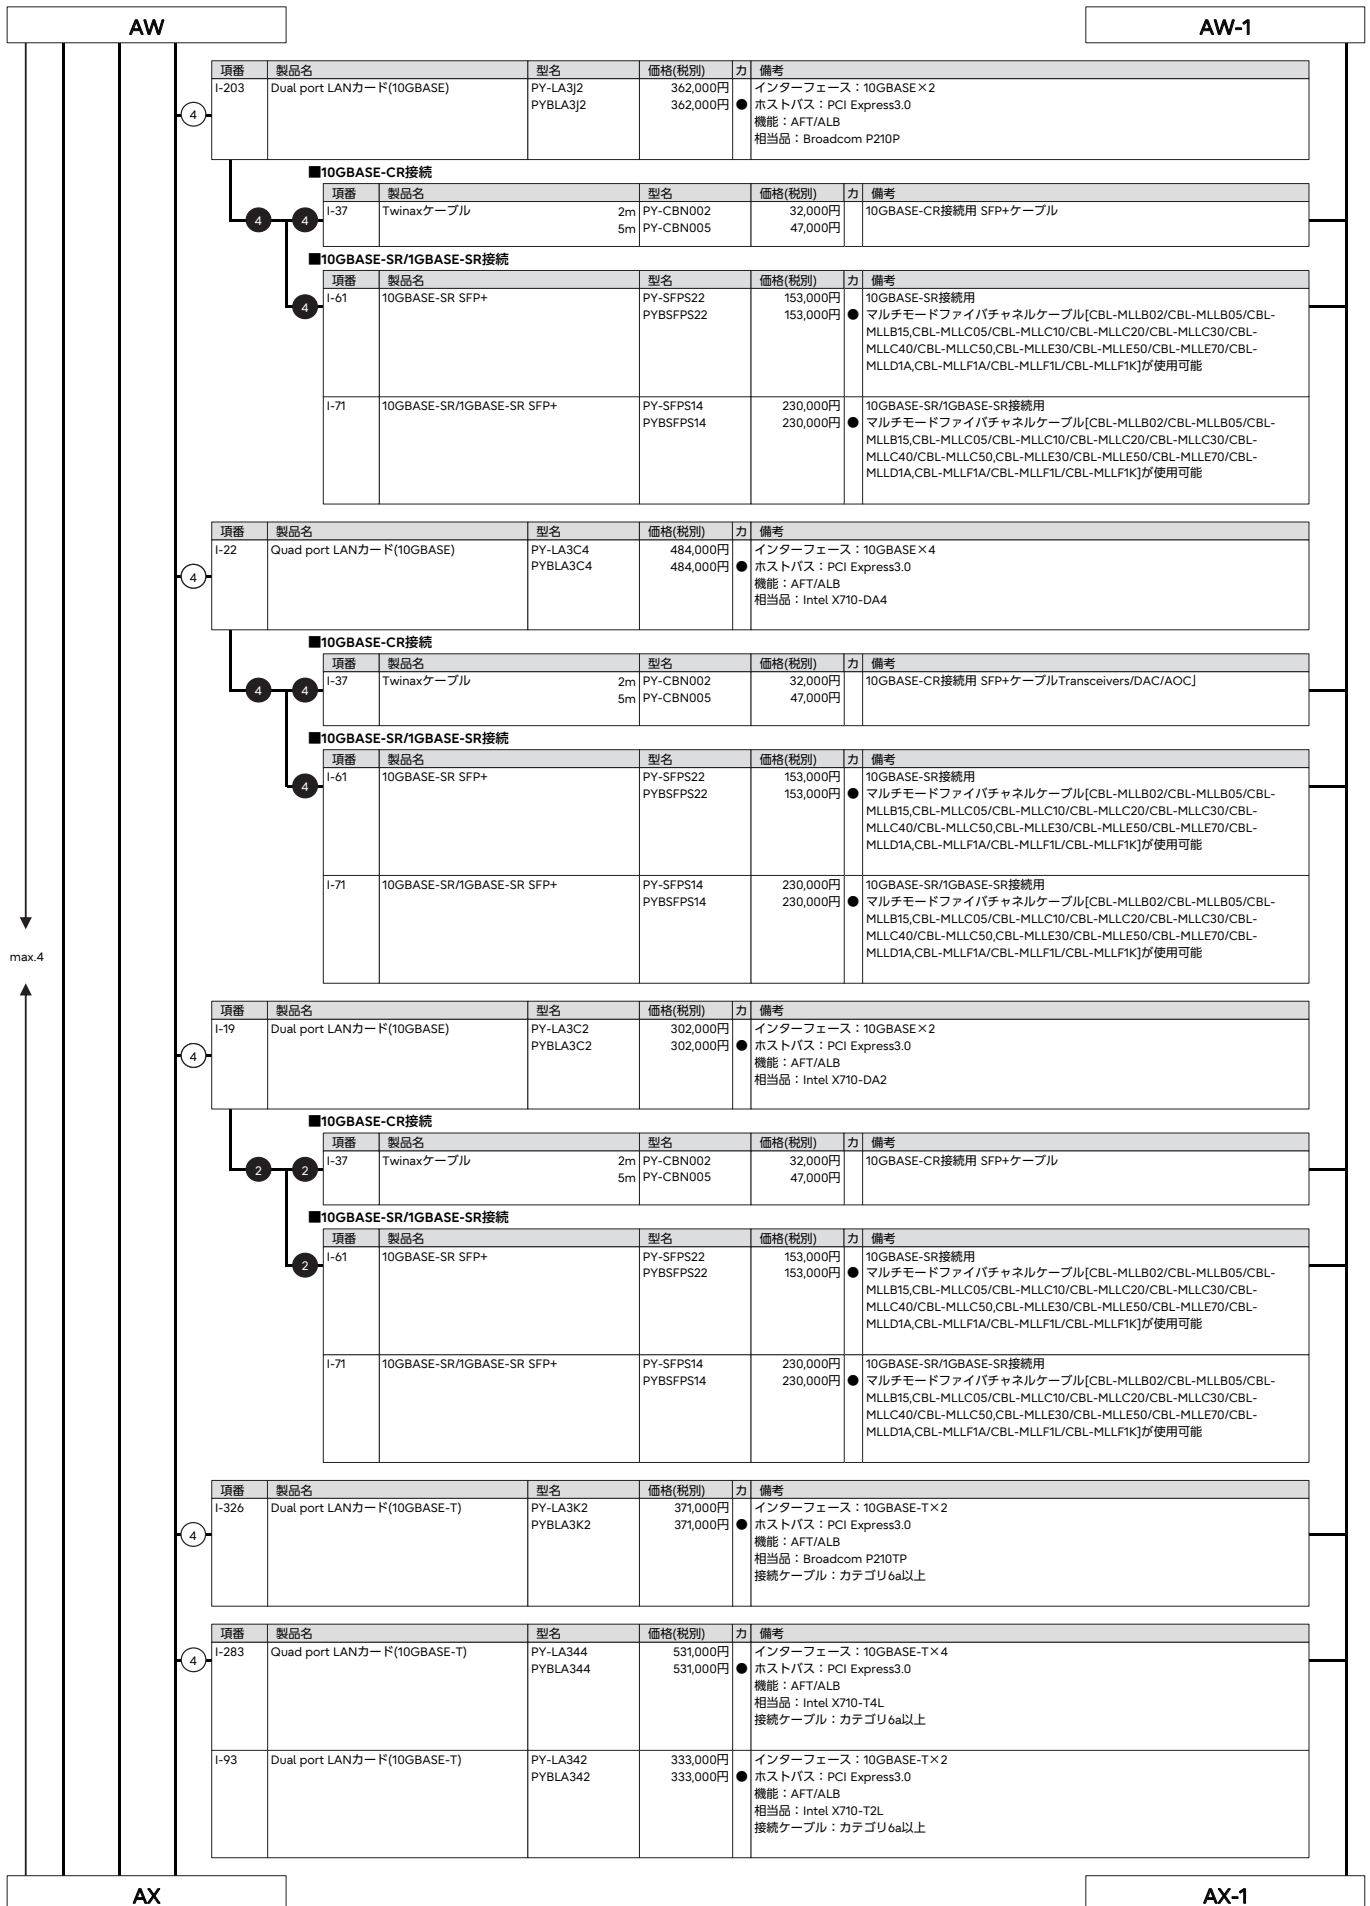 AW
AW-1
項番 製品名 型名 価格(税別) カ 備考
I-203 Dual port LANカード(10GBASE) PY-LA3J2 362,000円 インターフェース：10GBASE×2
PYBLA3J2 362,000円 ● ホストバス：PCI Express3.0
機能：AFT/ALB
相当品：Broadcom P210P
4
■10GBASE-CR接続
項番 製品名 型名 価格(税別) カ 備考
4 4 I-37 Twinaxケーブル 2m PY-CBN002 32,000円 10GBASE-CR接続用 SFP+ケーブル
5m PY-CBN005 47,000円
■10GBASE-SR/1GBASE-SR接続
項番 製品名 型名 価格(税別) カ 備考
4 I-61 10GBASE-SR SFP+ PY-SFPS22 153,000円 10GBASE-SR接続用
PYBSFPS22 153,000円 ● マルチモードファイバチャネルケーブル[CBL-MLLB02/CBL-MLLB05/CBL-
MLLB15,CBL-MLLC05/CBL-MLLC10/CBL-MLLC20/CBL-MLLC30/CBL-
MLLC40/CBL-MLLC50,CBL-MLLE30/CBL-MLLE50/CBL-MLLE70/CBL-
MLLD1A,CBL-MLLF1A/CBL-MLLF1L/CBL-MLLF1K]が使用可能
I-71 10GBASE-SR/1GBASE-SR SFP+ PY-SFPS14 230,000円 10GBASE-SR/1GBASE-SR接続用
PYBSFPS14 230,000円 ● マルチモードファイバチャネルケーブル[CBL-MLLB02/CBL-MLLB05/CBL-
MLLB15,CBL-MLLC05/CBL-MLLC10/CBL-MLLC20/CBL-MLLC30/CBL-
MLLC40/CBL-MLLC50,CBL-MLLE30/CBL-MLLE50/CBL-MLLE70/CBL-
MLLD1A,CBL-MLLF1A/CBL-MLLF1L/CBL-MLLF1K]が使用可能
項番 製品名 型名 価格(税別) カ 備考
I-22 Quad port LANカード(10GBASE) PY-LA3C4 484,000円 インターフェース：10GBASE×4
PYBLA3C4 484,000円 ● ホストバス：PCI Express3.0
機能：AFT/ALB
相当品：Intel X710-DA4
4
■10GBASE-CR接続
項番 製品名 型名 価格(税別) カ 備考
4 4 I-37 Twinaxケーブル 2m PY-CBN002 32,000円 10GBASE-CR接続用 SFP+ケーブルTransceivers/DAC/AOC」
5m PY-CBN005 47,000円
■10GBASE-SR/1GBASE-SR接続
項番 製品名 型名 価格(税別) カ 備考
4 I-61 10GBASE-SR SFP+ PY-SFPS22 153,000円 10GBASE-SR接続用
PYBSFPS22 153,000円 ● マルチモードファイバチャネルケーブル[CBL-MLLB02/CBL-MLLB05/CBL-
MLLB15,CBL-MLLC05/CBL-MLLC10/CBL-MLLC20/CBL-MLLC30/CBL-
MLLC40/CBL-MLLC50,CBL-MLLE30/CBL-MLLE50/CBL-MLLE70/CBL-
MLLD1A,CBL-MLLF1A/CBL-MLLF1L/CBL-MLLF1K]が使用可能
I-71 10GBASE-SR/1GBASE-SR SFP+ PY-SFPS14 230,000円 10GBASE-SR/1GBASE-SR接続用
PYBSFPS14 230,000円 ● マルチモードファイバチャネルケーブル[CBL-MLLB02/CBL-MLLB05/CBL-
MLLB15,CBL-MLLC05/CBL-MLLC10/CBL-MLLC20/CBL-MLLC30/CBL-
MLLC40/CBL-MLLC50,CBL-MLLE30/CBL-MLLE50/CBL-MLLE70/CBL-
MLLD1A,CBL-MLLF1A/CBL-MLLF1L/CBL-MLLF1K]が使用可能
max.4
項番 製品名 型名 価格(税別) カ 備考
I-19 Dual port LANカード(10GBASE) PY-LA3C2 302,000円 インターフェース：10GBASE×2
PYBLA3C2 302,000円 ● ホストバス：PCI Express3.0
機能：AFT/ALB
相当品：Intel X710-DA2
4
■10GBASE-CR接続
項番 製品名 型名 価格(税別) カ 備考
2 2 I-37 Twinaxケーブル 2m PY-CBN002 32,000円 10GBASE-CR接続用 SFP+ケーブル
5m PY-CBN005 47,000円
■10GBASE-SR/1GBASE-SR接続
項番 製品名 型名 価格(税別) カ 備考
2 I-61 10GBASE-SR SFP+ PY-SFPS22 153,000円 10GBASE-SR接続用
PYBSFPS22 153,000円 ● マルチモードファイバチャネルケーブル[CBL-MLLB02/CBL-MLLB05/CBL-
MLLB15,CBL-MLLC05/CBL-MLLC10/CBL-MLLC20/CBL-MLLC30/CBL-
MLLC40/CBL-MLLC50,CBL-MLLE30/CBL-MLLE50/CBL-MLLE70/CBL-
MLLD1A,CBL-MLLF1A/CBL-MLLF1L/CBL-MLLF1K]が使用可能
I-71 10GBASE-SR/1GBASE-SR SFP+ PY-SFPS14 230,000円 10GBASE-SR/1GBASE-SR接続用
PYBSFPS14 230,000円 ● マルチモードファイバチャネルケーブル[CBL-MLLB02/CBL-MLLB05/CBL-
MLLB15,CBL-MLLC05/CBL-MLLC10/CBL-MLLC20/CBL-MLLC30/CBL-
MLLC40/CBL-MLLC50,CBL-MLLE30/CBL-MLLE50/CBL-MLLE70/CBL-
MLLD1A,CBL-MLLF1A/CBL-MLLF1L/CBL-MLLF1K]が使用可能
項番 製品名 型名 価格(税別) カ 備考
I-326 Dual port LANカード(10GBASE-T) PY-LA3K2 371,000円 インターフェース：10GBASE-T×2
PYBLA3K2 371,000円 ● ホストバス：PCI Express3.0
4
機能：AFT/ALB
相当品：Broadcom P210TP
接続ケーブル：カテゴリ6a以上
項番 製品名 型名 価格(税別) カ 備考
4 I-283 Quad port LANカード(10GBASE-T) PY-LA344 531,000円 インターフェース：10GBASE-T×4
PYBLA344 531,000円 ● ホストバス：PCI Express3.0
機能：AFT/ALB
相当品：Intel X710-T4L
接続ケーブル：カテゴリ6a以上
I-93 Dual port LANカード(10GBASE-T) PY-LA342 333,000円 インターフェース：10GBASE-T×2
PYBLA342 333,000円 ● ホストバス：PCI Express3.0
機能：AFT/ALB
相当品：Intel X710-T2L
接続ケーブル：カテゴリ6a以上
AX
AX-1